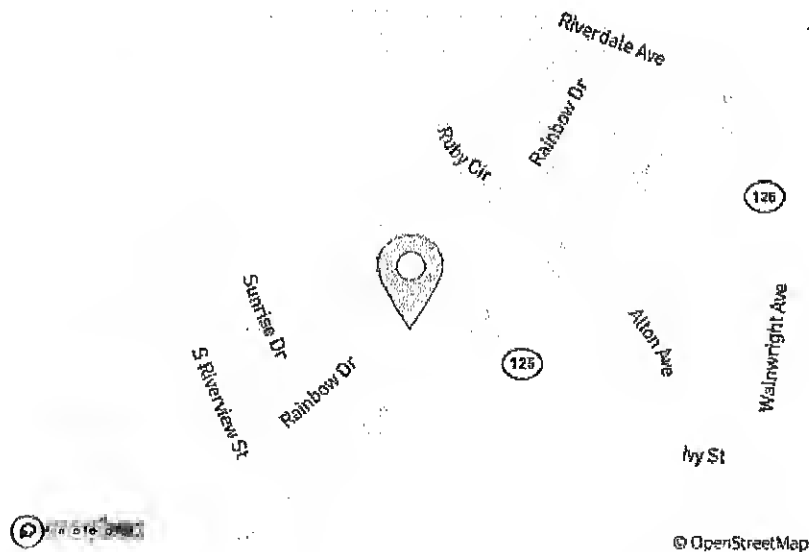 Riverdale Ave
Rainbow Dr
Ruby Cir
126
Sunrise Dr
Alton Ave
Wainwright Ave
S Riverview St
Rainbow Dr
126
Ivy St
© OpenStreetMap